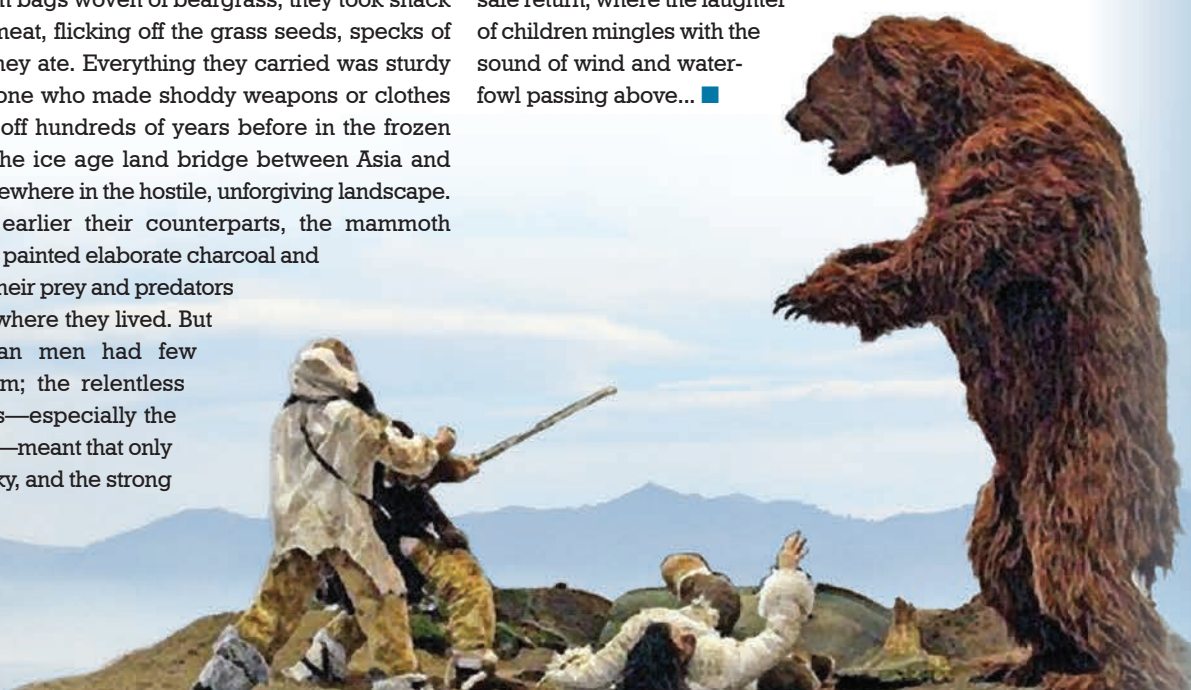 bags woven of beargrass, they took snack
meat, flicking off the grass seeds, specks of
they ate. Everything they carried was sturdy
one who made shoddy weapons or clothes
off hundreds of years before in the frozen
the ice age land bridge between Asia and
ewhere in the hostile, unforgiving landscape.
earlier their counterparts, the mammoth
painted elaborate charcoal and
heir prey and predators
where they lived. But
an men had few
m; the relentless
s—especially the
—meant that only
ky, and the strong
return, where the laughter
of children mingles with the
sound of wind and water-
fowl passing above... ■